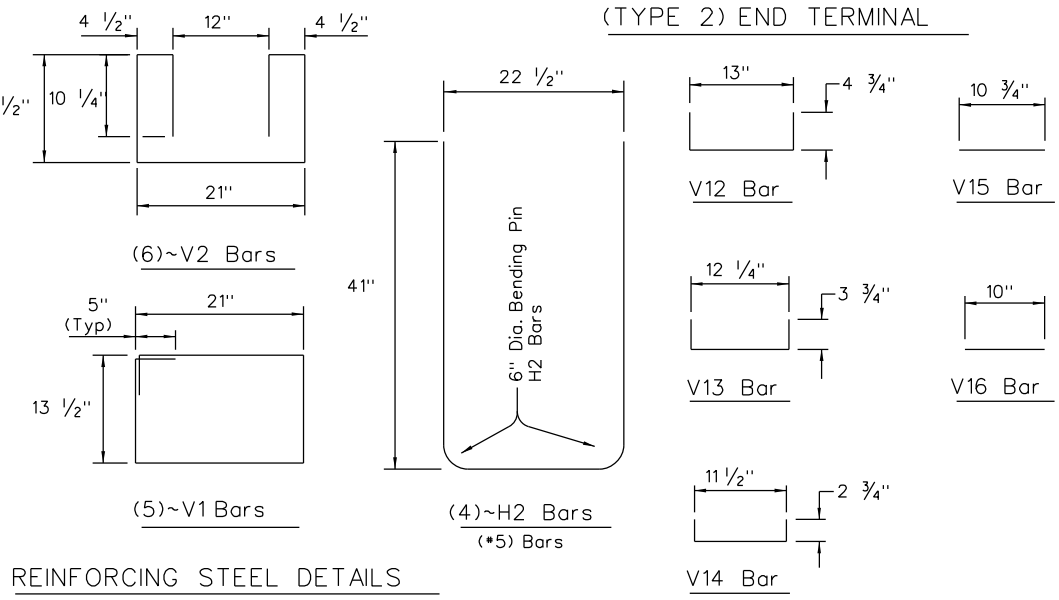 (TYPE 2) END TERMINAL
4 ½"
12"
4 ½"
½"
10 ¼"
21"
(6)~V2 Bars
5"
(Typ)
21"
13 ½"
(5)~V1 Bars
22 ½"
41"
6" Dia. Bending Pin
H2 Bars
(4)~H2 Bars
(#5) Bars
13"
4 ¾"
V12 Bar
10 ¾"
V15 Bar
12 ¼"
3 ¾"
V13 Bar
10"
V16 Bar
11 ½"
2 ¾"
V14 Bar
REINFORCING STEEL DETAILS